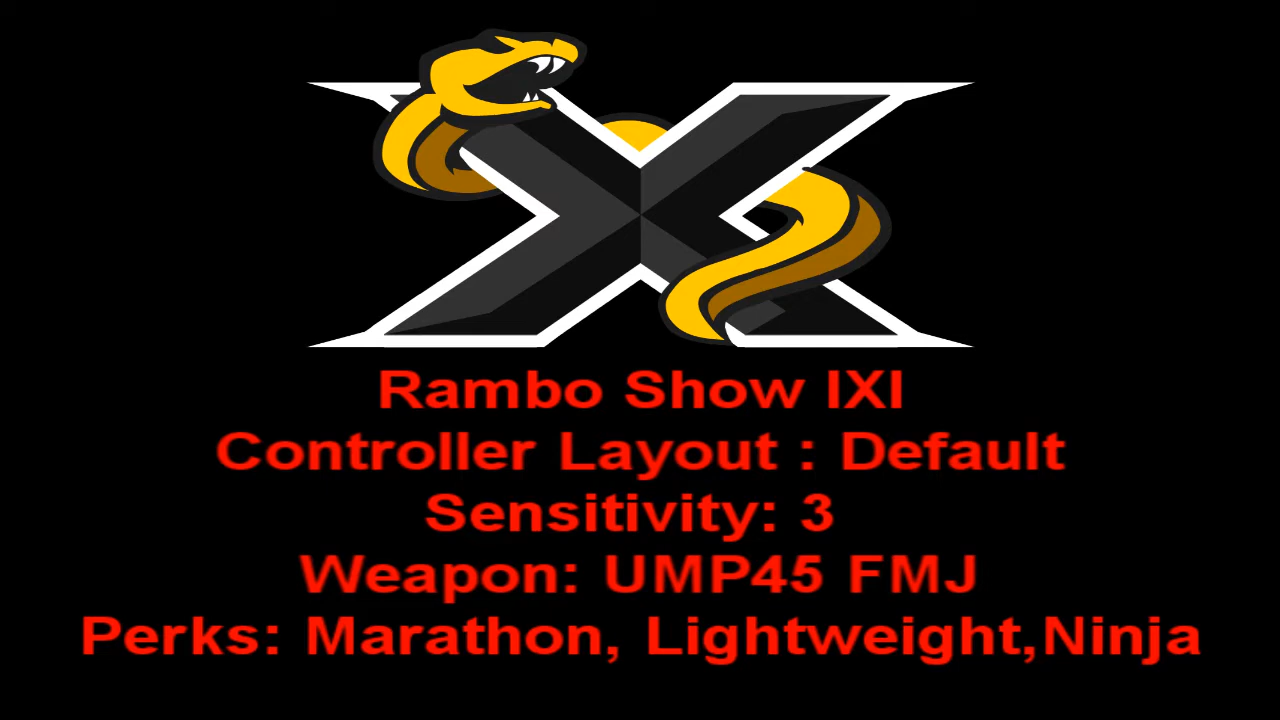 Rambo Show IXI
Controller Layout : Default
Sensitivity: 3
Weapon: UMP45 FMJ
Perks: Marathon, Lightweight,Ninja